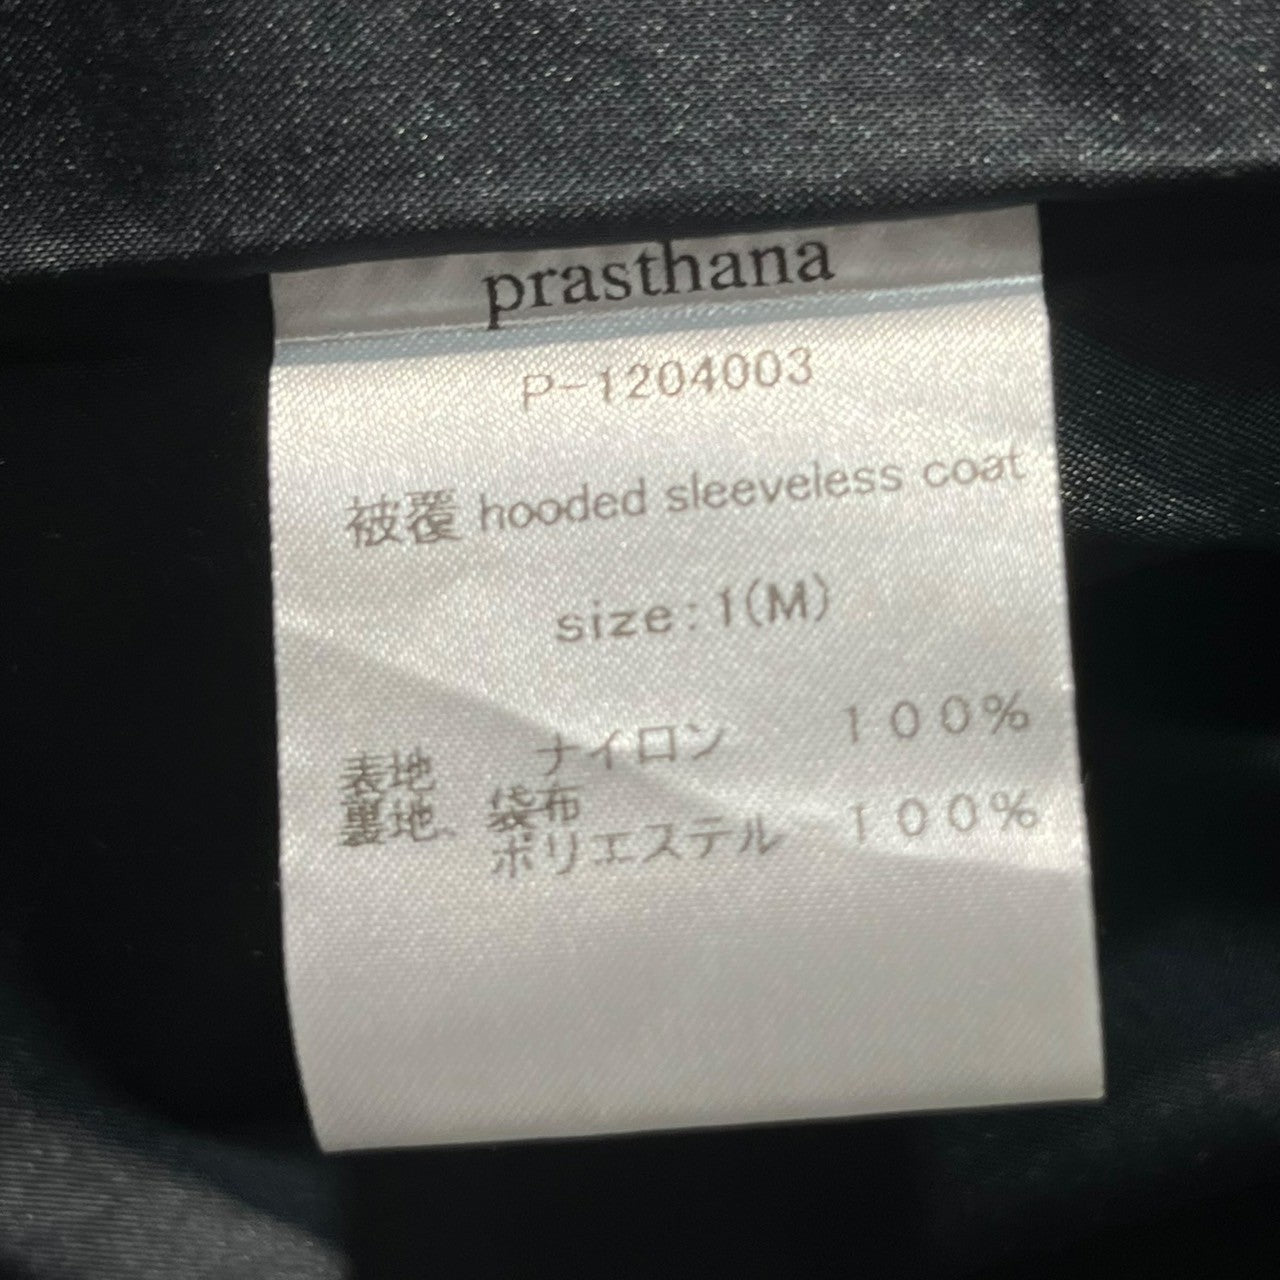 prasthana
P-1204003
被覆 hooded sleeveless coat
size:1(M)
表地 ナイロン 100%
裏地、袋布
ポリエステル 100%